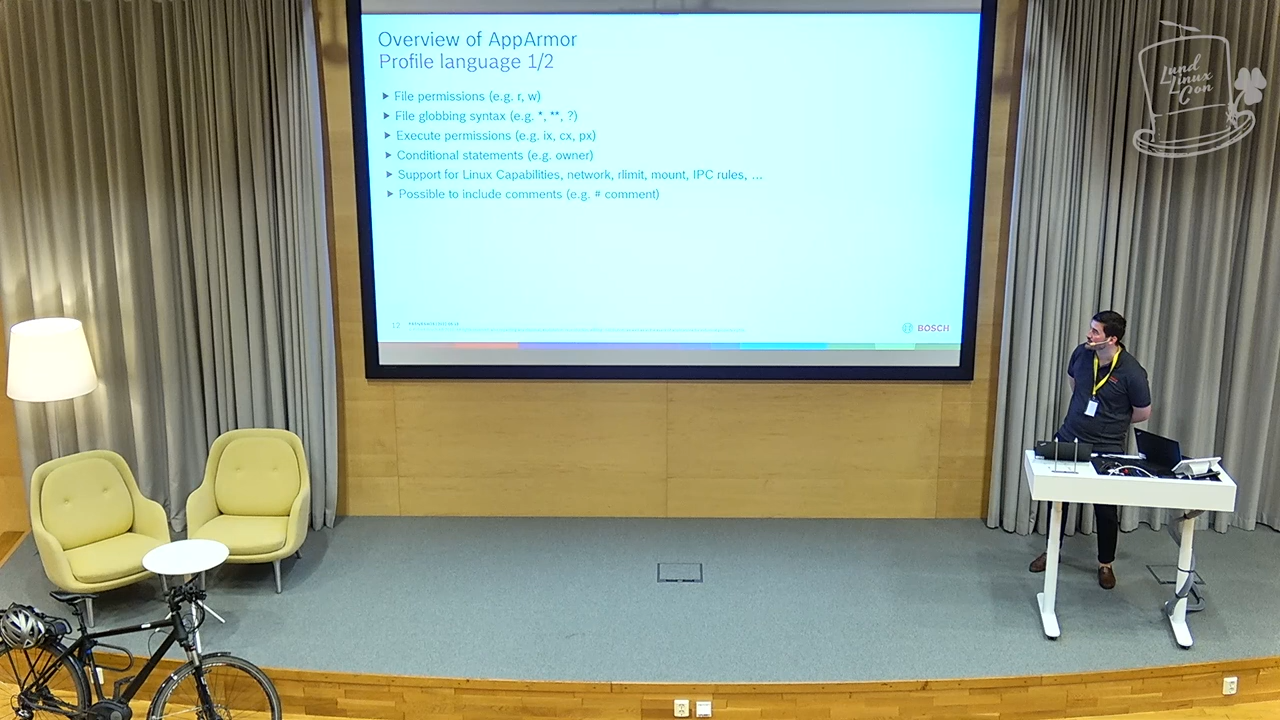 Overview of AppArmor
Profile language 1/2
File permissions (e.g. r, w)
File globbing syntax (e.g. *, **, ?)
Execute permissions (e.g. ix, cx, px)
Conditional statements (e.g. owner)
Support for Linux Capabilities, network, rlimit, mount, IPC rules, ...
Possible to include comments (e.g. # comment)
12
BOSCH
Lund
Linux
Con